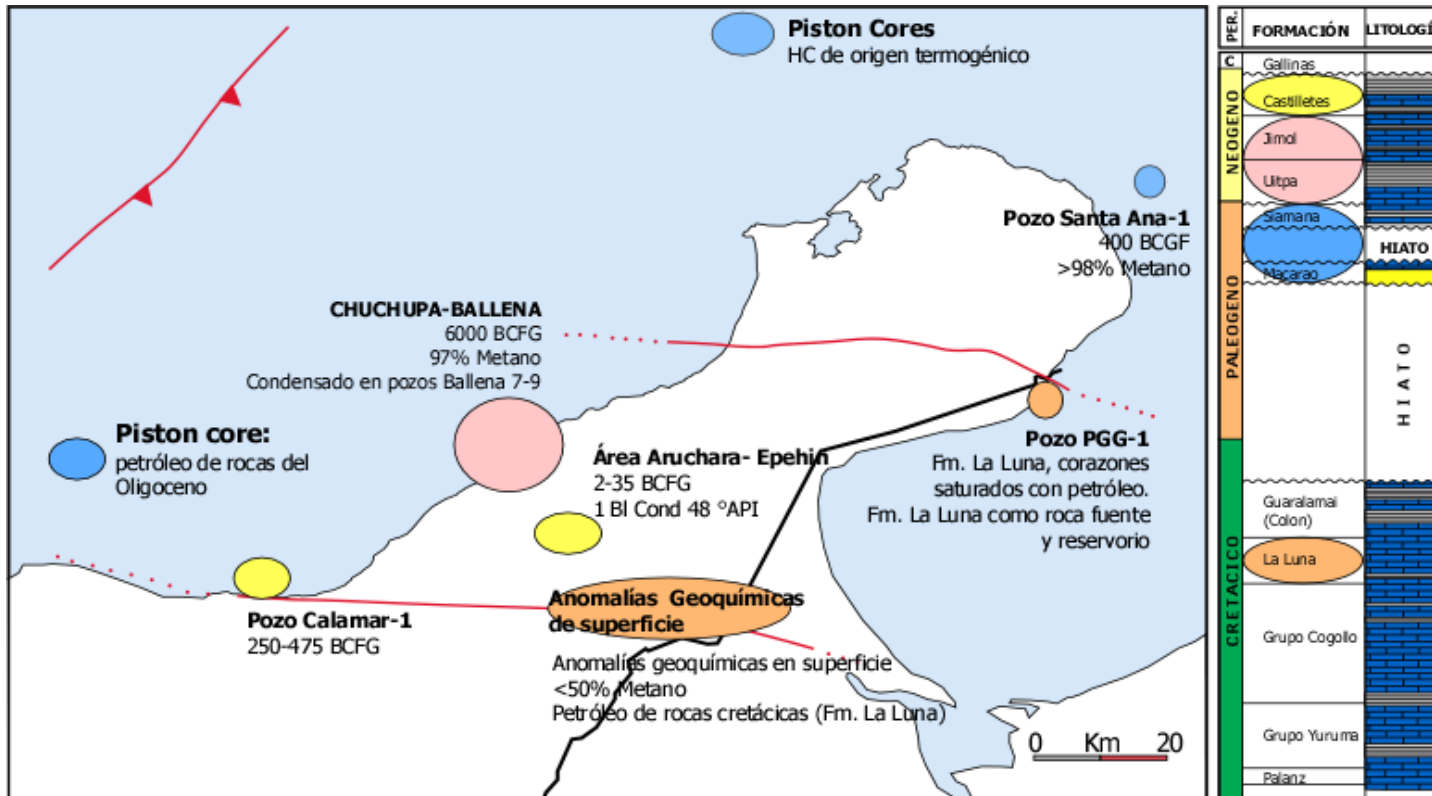 Piston Cores
HC de origen termogénico
Pozo Santa Ana-1
400 BCGF
>98% Metano
CHUCHUPA-BALLENA
6000 BCFG
97% Metano
Condensado en pozos Ballena 7-9
Piston core:
petróleo de rocas del
Oligoceno
Área Aruchara- Epehin
2-35 BCFG
1 Bl Cond 48 °API
Pozo PGG-1
Fm. La Luna, corazones
saturados con petróleo.
Fm. La Luna como roca fuente
y reservorio
Pozo Calamar-1
250-475 BCFG
Anomalías Geoquímicas
de superficie
Anomalías geoquímicas en superficie
<50% Metano
Petróleo de rocas cretácicas (Fm. La Luna)
0 Km 20
PER. FORMACIÓN LITOLOGÍ
C
NEOGENO
PALEOGENO
CRETACICO
Gallinas
Castilletes
Jimol
Uitpa
Siamana
HIATO
Macarao
HIATO
Guaralamai
(Colon)
La Luna
Grupo Cogollo
Grupo Yuruma
Palanz